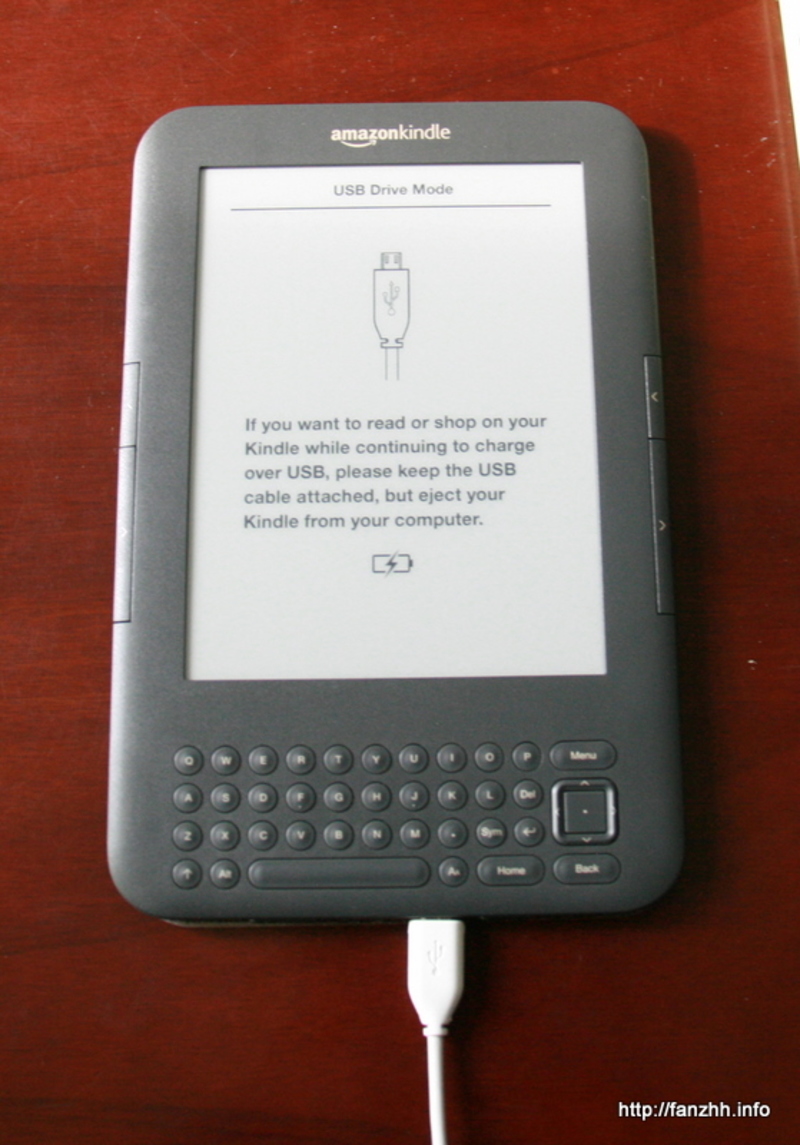 amazonkindle
USB Drive Mode
If you want to read or shop on your
Kindle while continuing to charge
over USB, please keep the USB
cable attached, but eject your
Kindle from your computer.
Q W E R T Y U I O P Menu
A S D F G H J K L Del
Z X C V B N M . Sym
Alt Aa Home Back
http://fanzhh.info